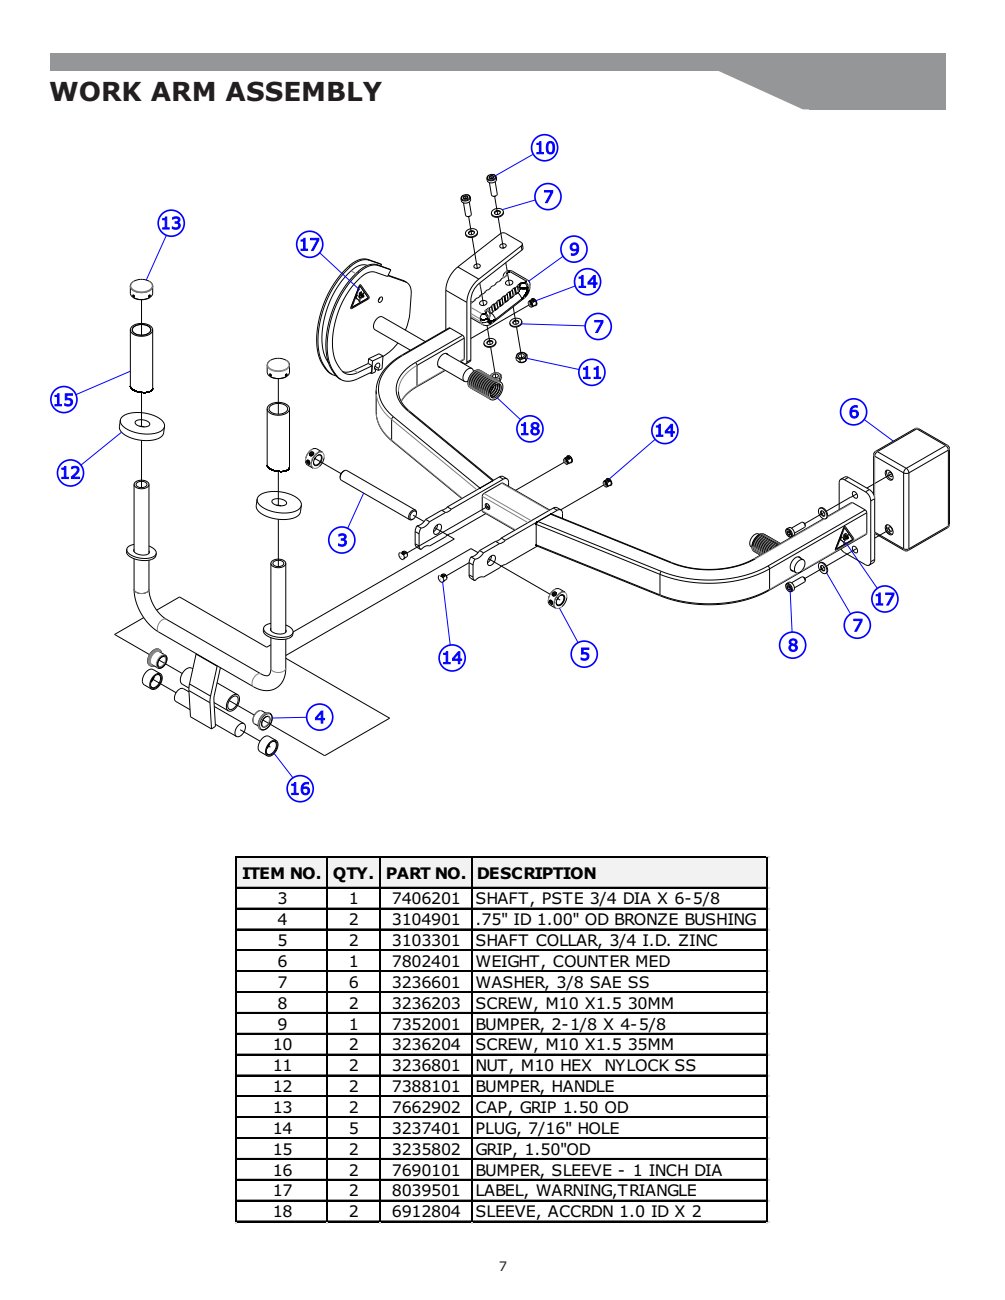 WORK ARM ASSEMBLY
10
7
13
17
9
14
7
11
15
6
18
14
12
3
17
7
8
5
14
4
16
ITEM NO. QTY. PART NO. DESCRIPTION
3 1 7406201 SHAFT, PSTE 3/4 DIA X 6-5/8
4 2 3104901 .75" ID 1.00" OD BRONZE BUSHING
5 2 3103301 SHAFT COLLAR, 3/4 I.D. ZINC
6 1 7802401 WEIGHT, COUNTER MED
7 6 3236601 WASHER, 3/8 SAE SS
8 2 3236203 SCREW, M10 X1.5 30MM
9 1 7352001 BUMPER, 2-1/8 X 4-5/8
10 2 3236204 SCREW, M10 X1.5 35MM
11 2 3236801 NUT, M10 HEX NYLOCK SS
12 2 7388101 BUMPER, HANDLE
13 2 7662902 CAP, GRIP 1.50 OD
14 5 3237401 PLUG, 7/16" HOLE
15 2 3235802 GRIP, 1.50"OD
16 2 7690101 BUMPER, SLEEVE - 1 INCH DIA
17 2 8039501 LABEL, WARNING,TRIANGLE
18 2 6912804 SLEEVE, ACCRDN 1.0 ID X 2
7